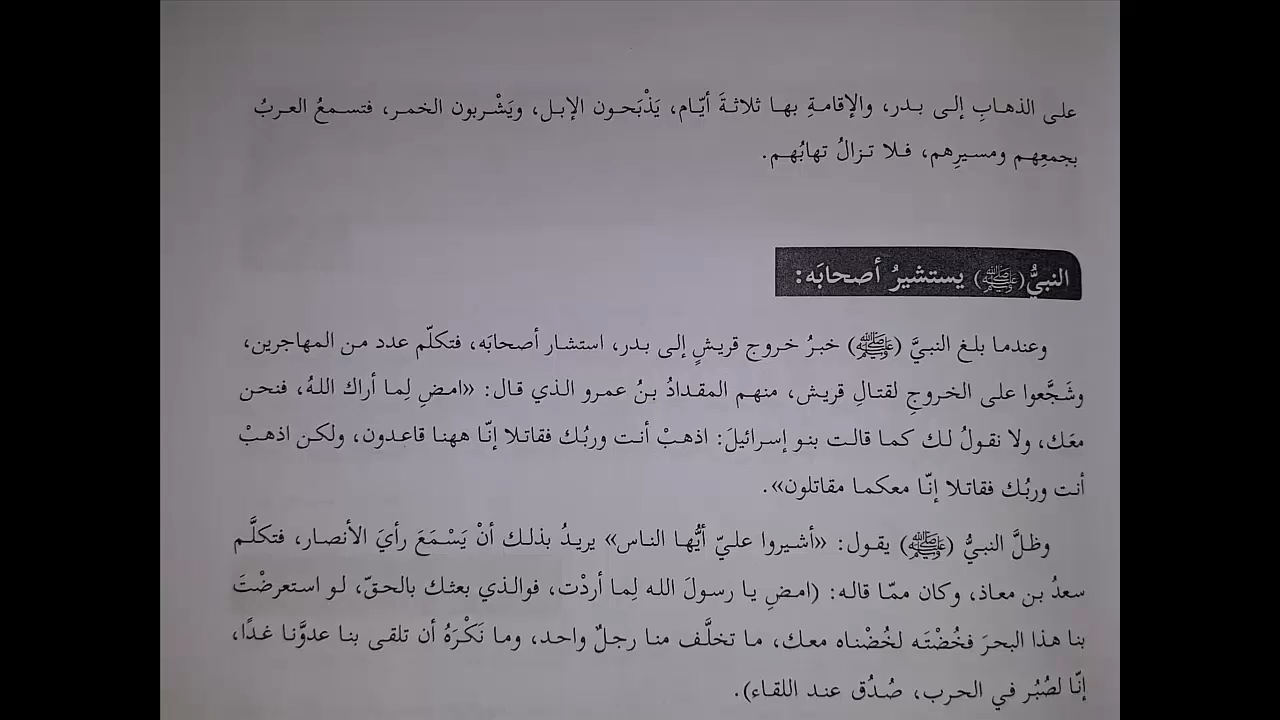 على الذهابِ إلى بدر، والإقامةِ بها ثلاثةَ أيّام، يَذْبَحون الإبل، ويَشْربون الخمر، فتسمعُ العربُ
بجمعِهم ومسيرِهم، فلا تزالُ تهابُهم.
النبيُّ (ﷺ) يستشيرُ أصحابَه:
وعندما بلغ النبيَّ (ﷺ) خبرُ خروج قريشٍ إلى بدر، استشار أصحابَه، فتكلّم عدد من المهاجرين،
وشَجَّعوا على الخروجِ لقتالِ قريش، منهم المقدادُ بنُ عمرو الذي قال: «امضِ لِما أراك اللهُ، فنحن
معَك، ولا نقولُ لك كما قالت بنو إسرائيلَ: اذهبْ أنت وربُك فقاتلا إنّا ههنا قاعدون، ولكن اذهبْ
أنت وربُك فقاتلا إنّا معكما مقاتلون».
وظلَّ النبيُّ (ﷺ) يقول: «أشيروا عليّ أيُّها الناس» يريدُ بذلك أنْ يَسْمَعَ رأيَ الأنصار، فتكلَّم
سعدُ بن معاذ، وكان ممّا قاله: (امضِ يا رسولَ الله لِما أردْت، فوالذي بعثك بالحقّ، لو استعرضْتَ
بنا هذا البحرَ فخُضْتَه لخُضْناه معك، ما تخلَّف منا رجلٌ واحد، وما نَكْرَهُ أن تلقى بنا عدوَّنا غدًا،
إنّا لصُبُر في الحرب، صُدُق عند اللقاء).